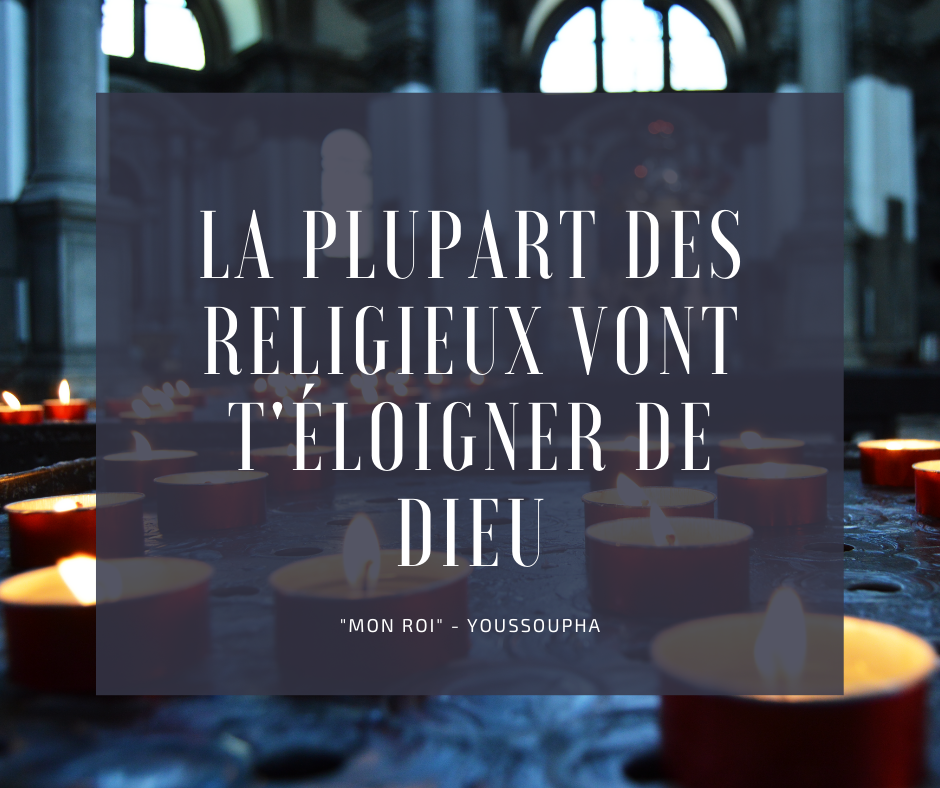 LA PLUPART DES
RELIGIEUX VONT
T'ÉLOIGNER DE
DIEU
"MON ROI" - YOUSSOUPHA